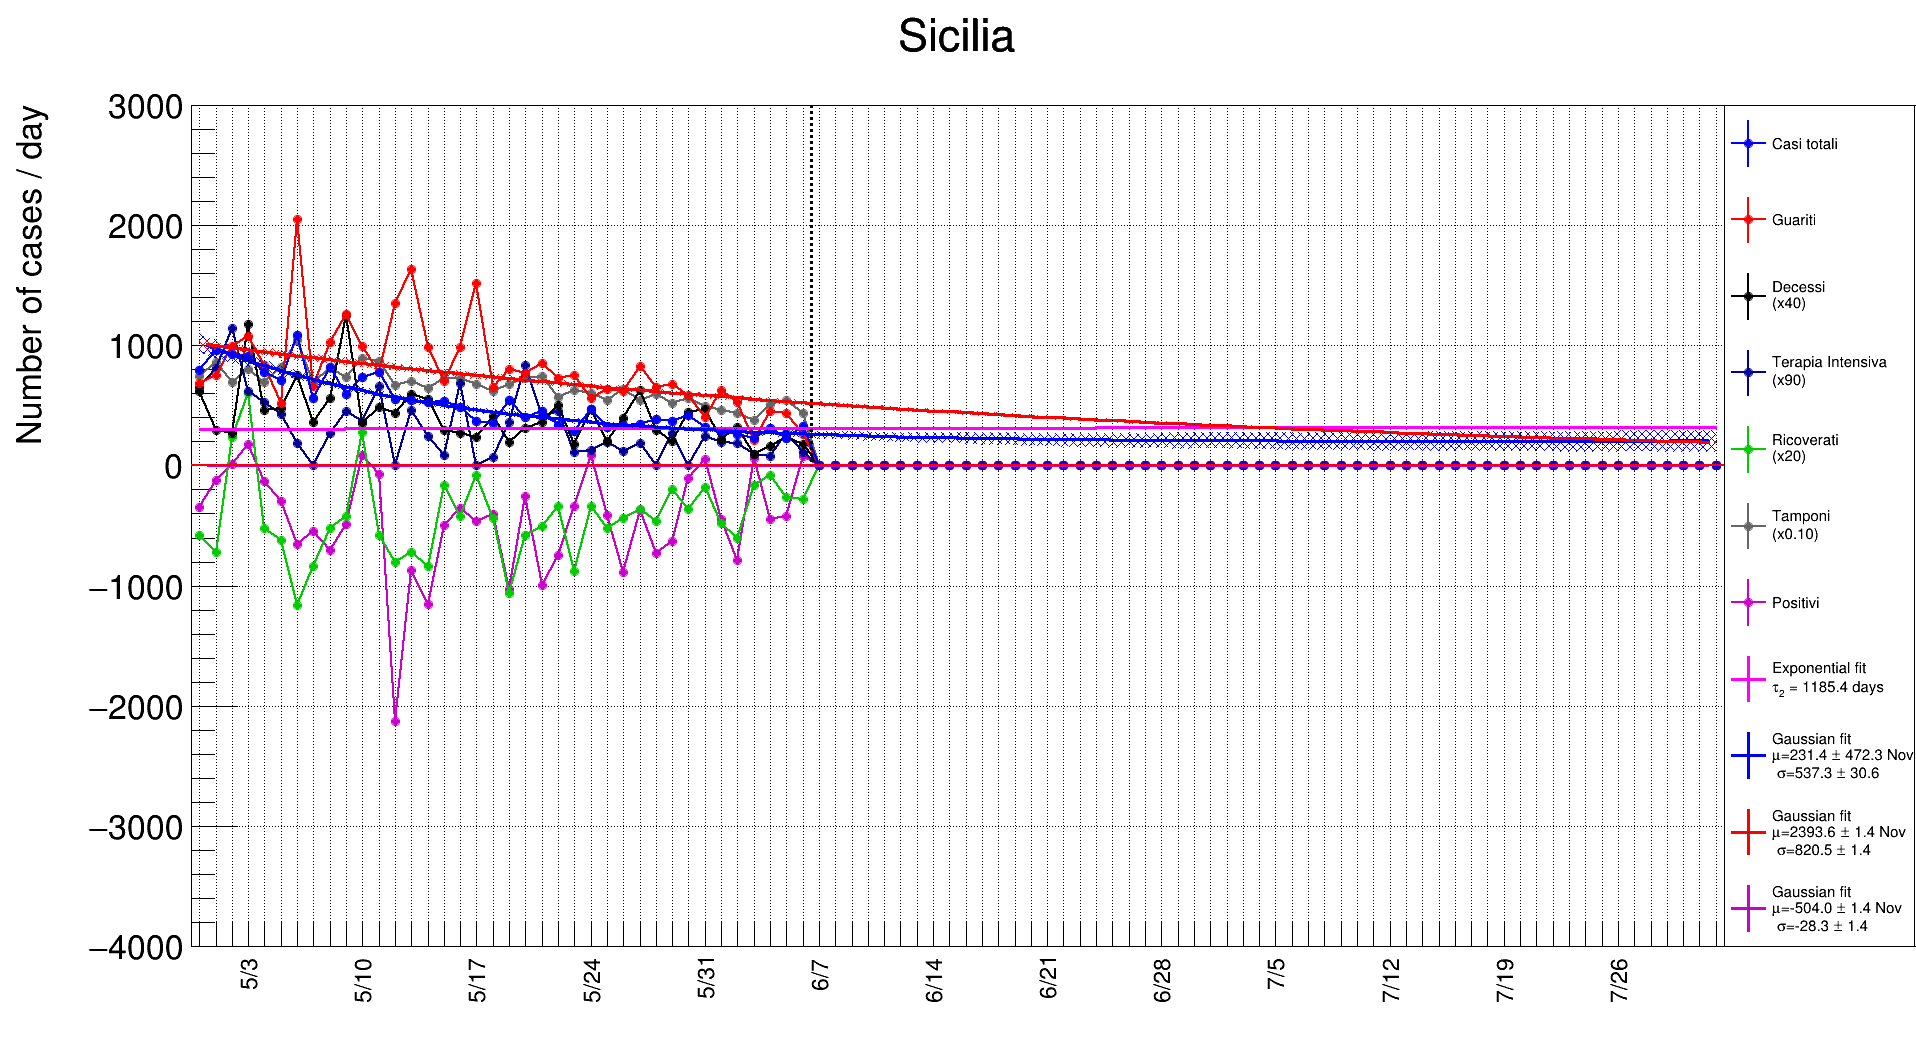 Sicilia
Number of cases / day
3000
2000
1000
0
−1000
−2000
−3000
−4000
5/3
5/10
5/17
5/24
5/31
6/7
6/14
6/21
6/28
7/5
7/12
7/19
7/26
Casi totali
Guariti
Decessi
(x40)
Terapia Intensiva
(x90)
Ricoverati
(x20)
Tamponi
(x0.10)
Positivi
Exponential fit
τ₂ = 1185.4 days
Gaussian fit
μ=231.4 ± 472.3 Nov
σ=537.3 ± 30.6
Gaussian fit
μ=2393.6 ± 1.4 Nov
σ=820.5 ± 1.4
Gaussian fit
μ=-504.0 ± 1.4 Nov
σ=-28.3 ± 1.4